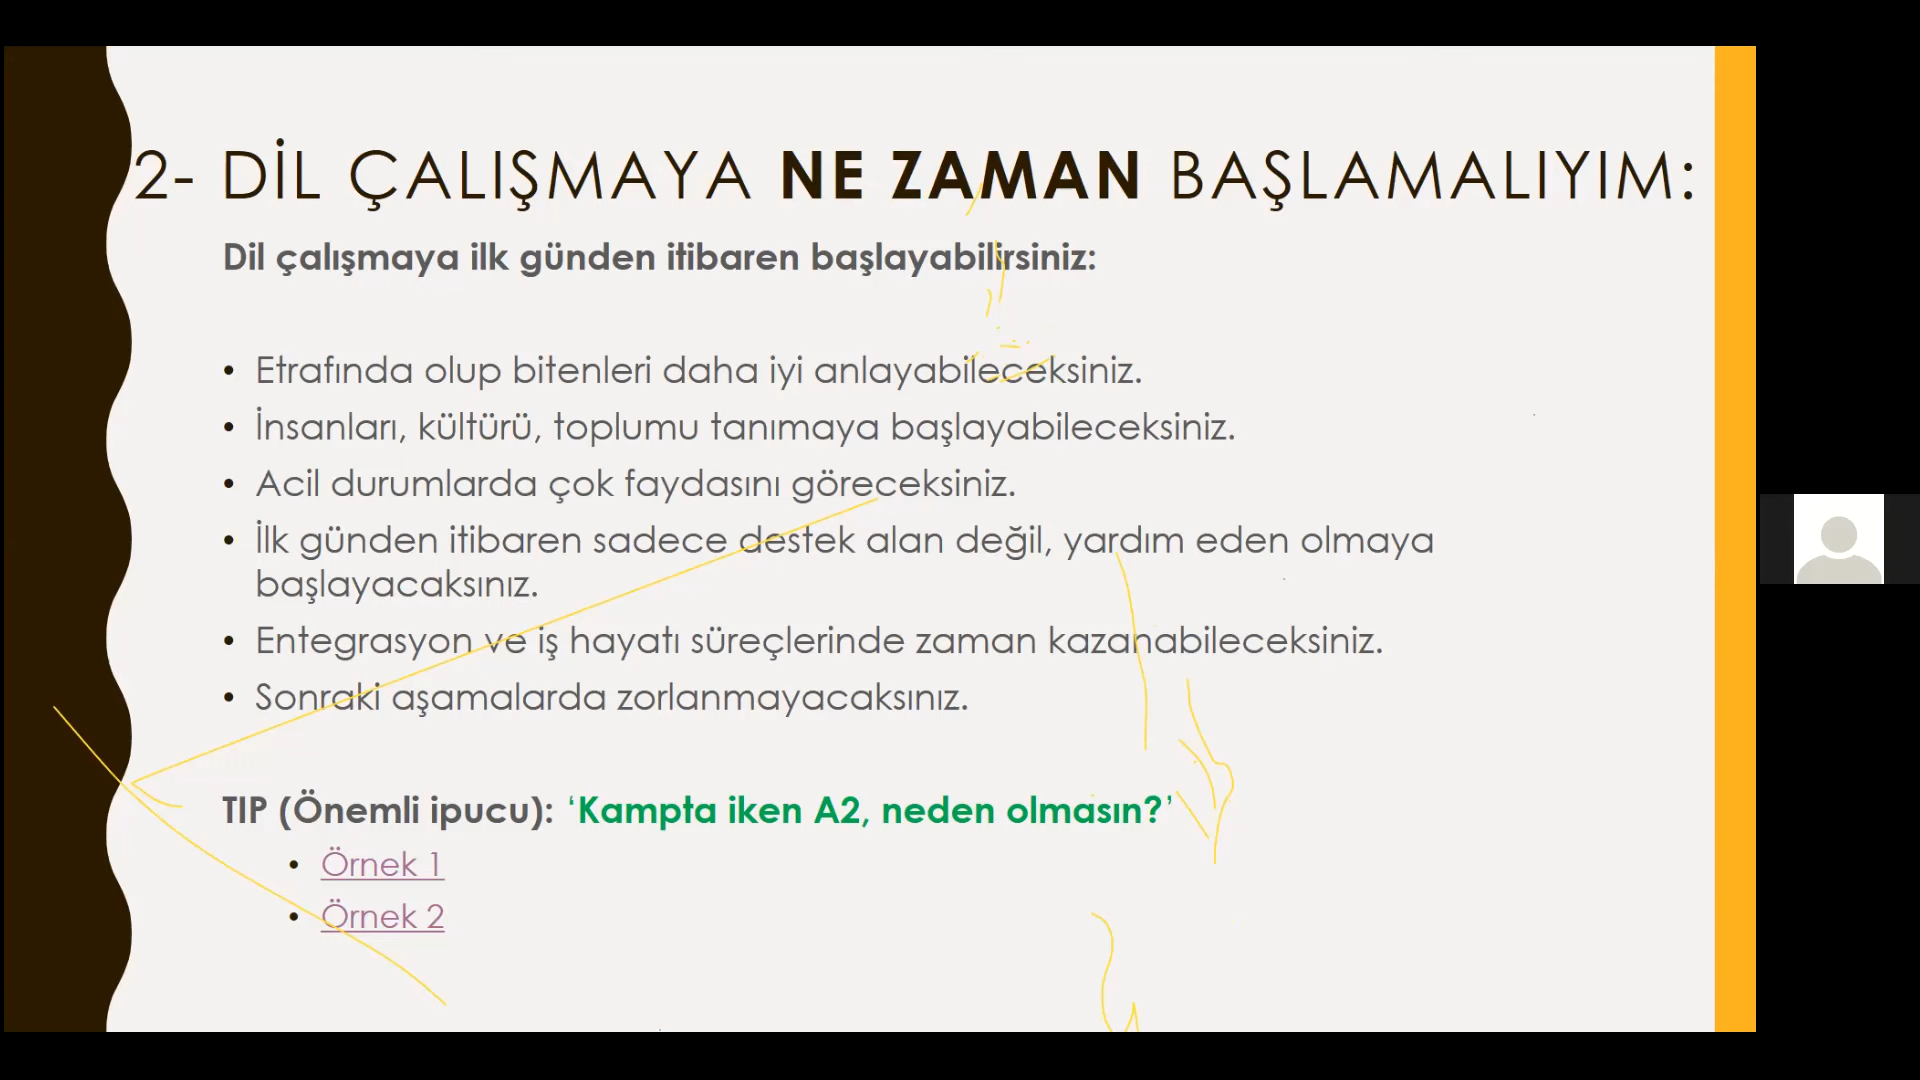 2- DİL ÇALIŞMAYA NE ZAMAN BAŞLAMALIYIM:
Dil çalışmaya ilk günden itibaren başlayabilirsiniz:
• Etrafında olup bitenleri daha iyi anlayabileceksiniz.
• İnsanları, kültürü, toplumu tanımaya başlayabileceksiniz.
• Acil durumlarda çok faydasını göreceksiniz.
• İlk günden itibaren sadece destek alan değil, yardım eden olmaya
başlayacaksınız.
• Entegrasyon ve iş hayatı süreçlerinde zaman kazanabileceksiniz.
• Sonraki aşamalarda zorlanmayacaksınız.
TIP (Önemli ipucu): ‘Kampta iken A2, neden olmasın?’
• Örnek 1
• Örnek 2